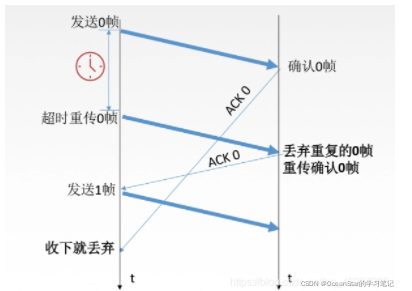 发送0帧
确认0帧
ACK 0
超时重传0帧
丢弃重复的0帧
重传确认0帧
ACK 0
发送1帧
收下就丢弃
t
t
CSDN @OceanStar的学习笔记